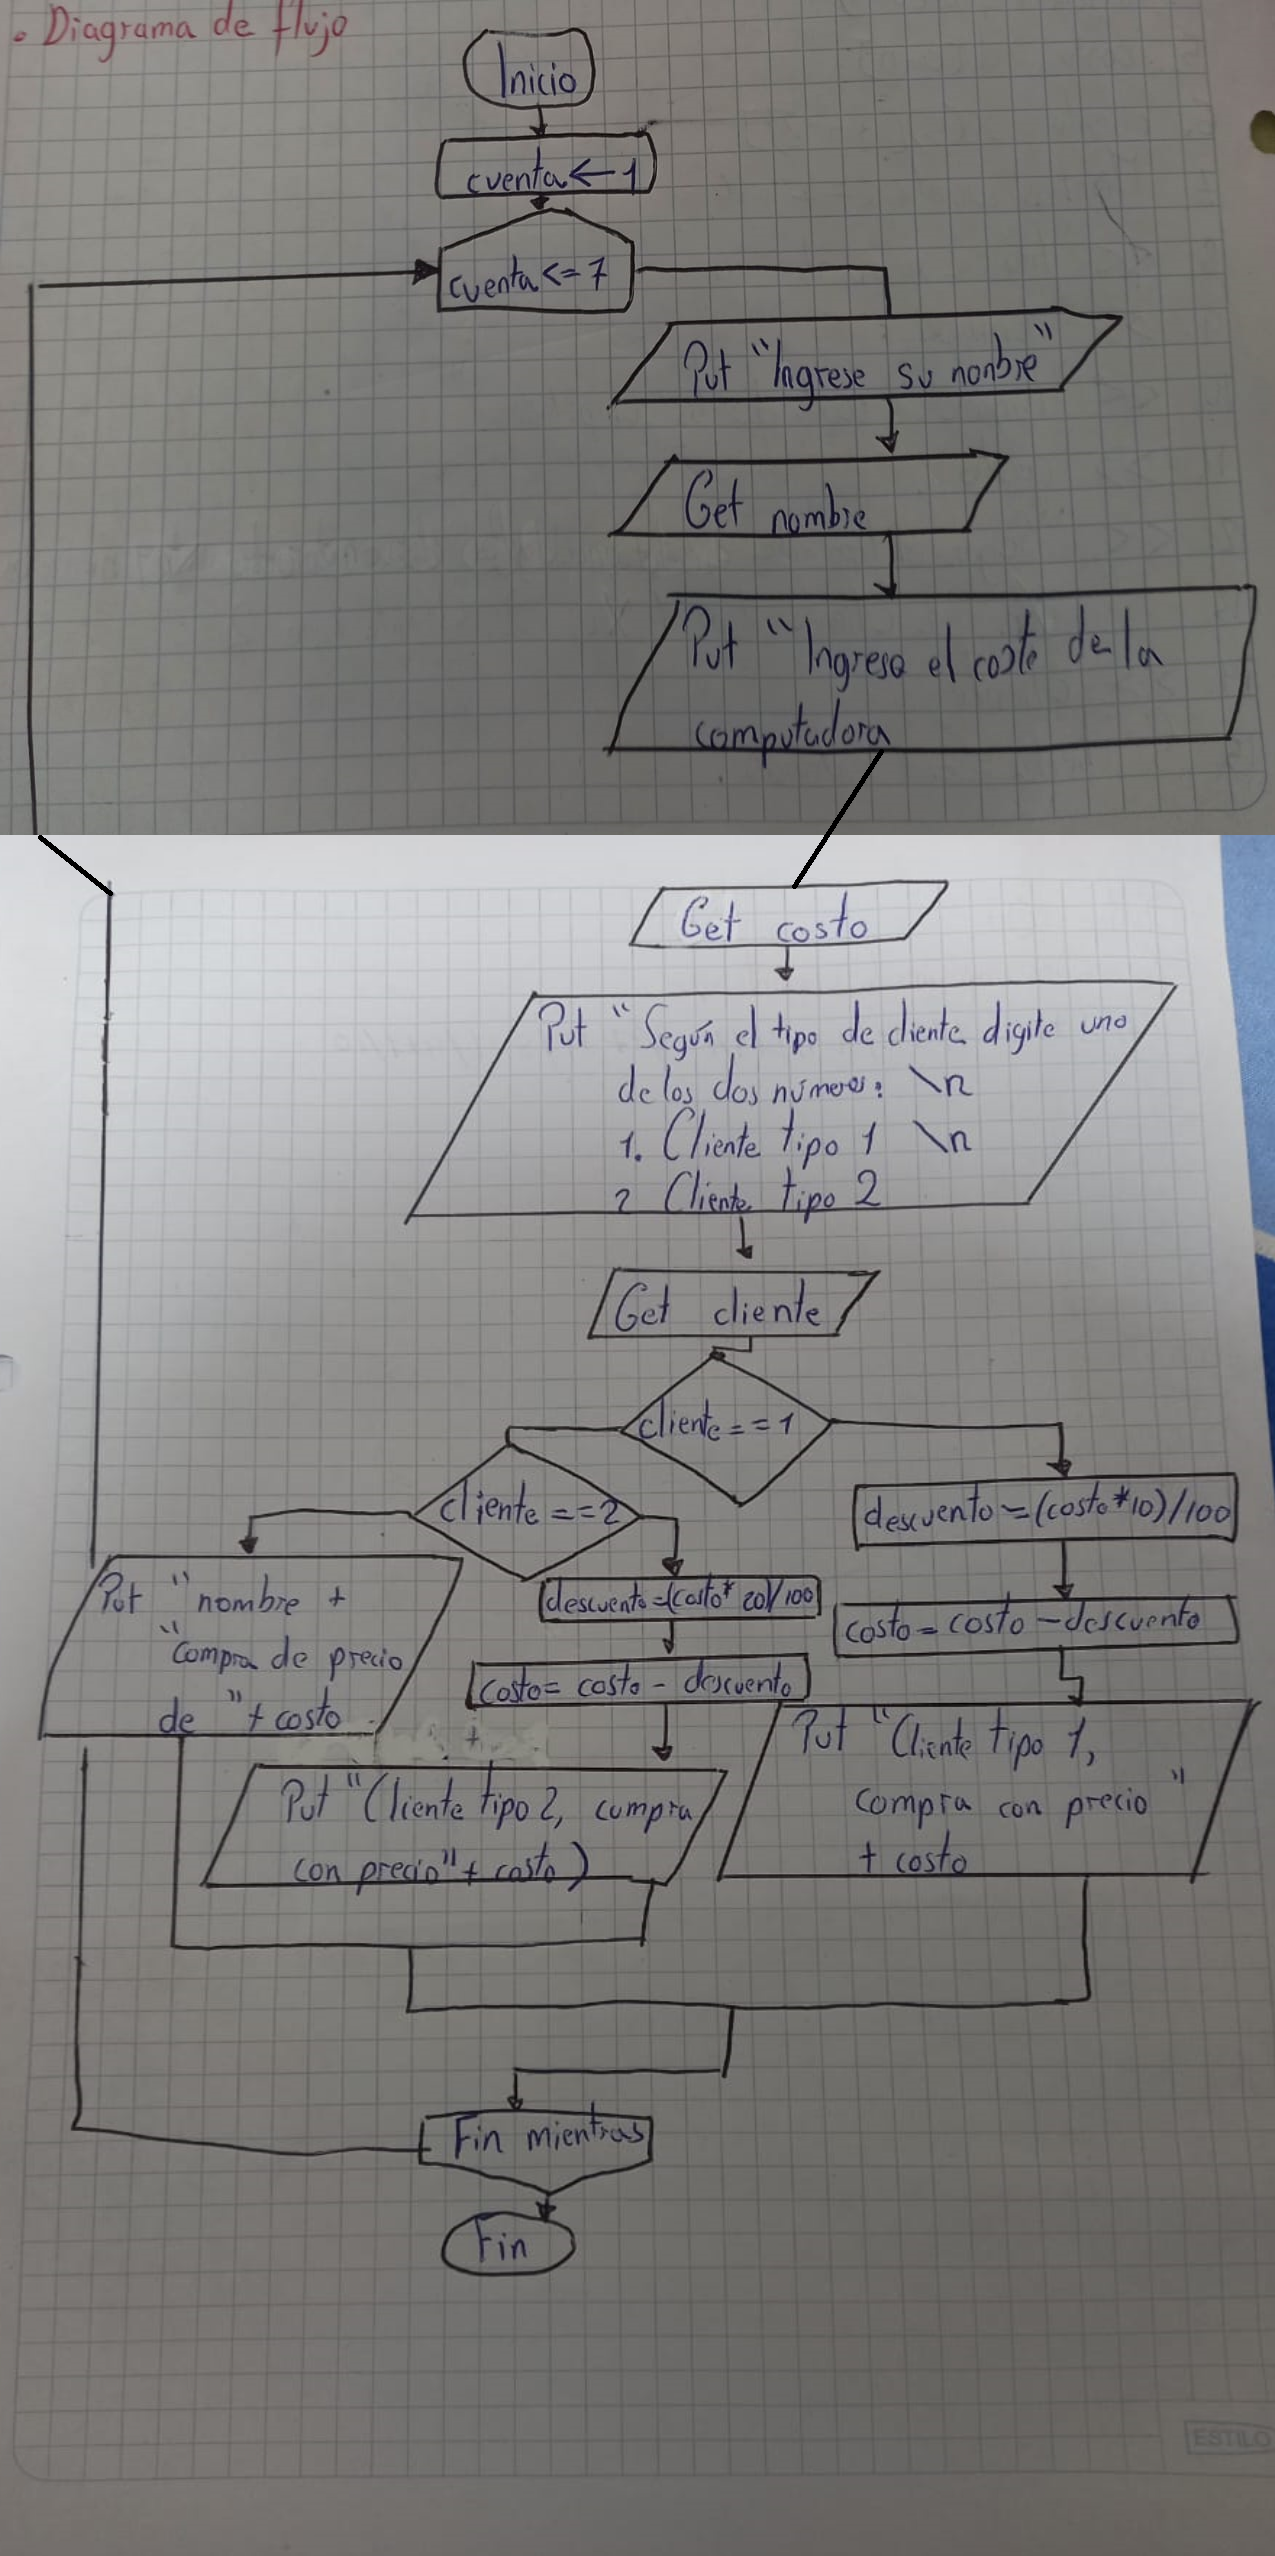 • Diagrama de flujo
Inicio
cuenta ← 1
cuenta <= 7
Put "Ingrese su nonbre"
Get nombre
Put "Ingrese el costo de la
computadora
Get costo
Put "Según el tipo de cliente digite uno
de los dos números: \n
1. Cliente tipo 1 \n
2 Cliente tipo 2
Get cliente
cliente == 1
cliente == 2
descuento = (costo*10)/100
descuento = (costo* 20)/100
costo = costo - descuento
costo = costo - descuento
Put "nombre +
"compra de precio
de " + costo
Put "Cliente tipo 2, compra
con precio" + costo)
Put "Cliente tipo 1,
compra con precio"
+ costo
Fin mientras
Fin
ESTILO